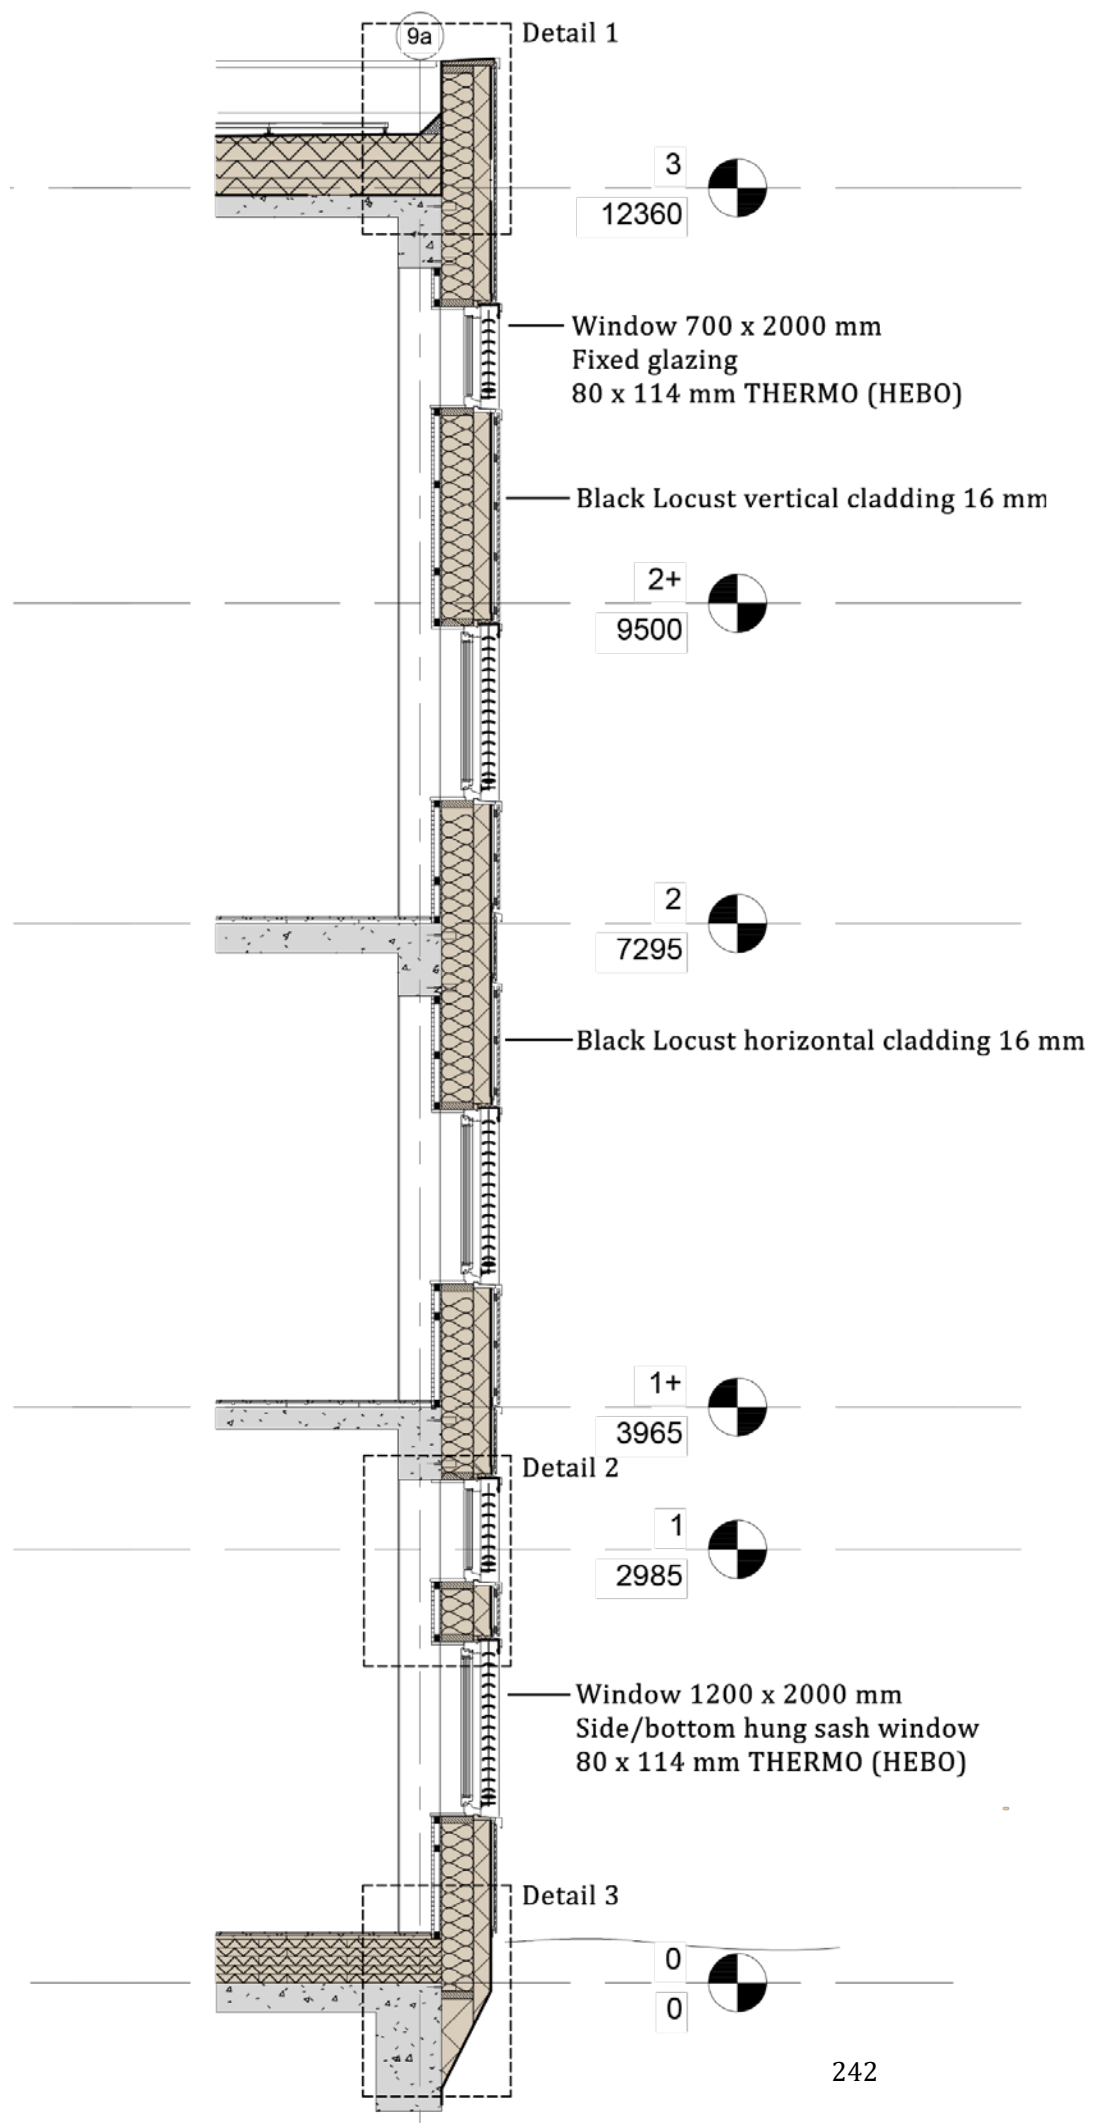 9a
Detail 1
3
12360
Window 700 x 2000 mm
Fixed glazing
80 x 114 mm THERMO (HEBO)
Black Locust vertical cladding 16 mm
2+
9500
2
7295
Black Locust horizontal cladding 16 mm
1+
3965
Detail 2
1
2985
Window 1200 x 2000 mm
Side/bottom hung sash window
80 x 114 mm THERMO (HEBO)
Detail 3
0
0
242